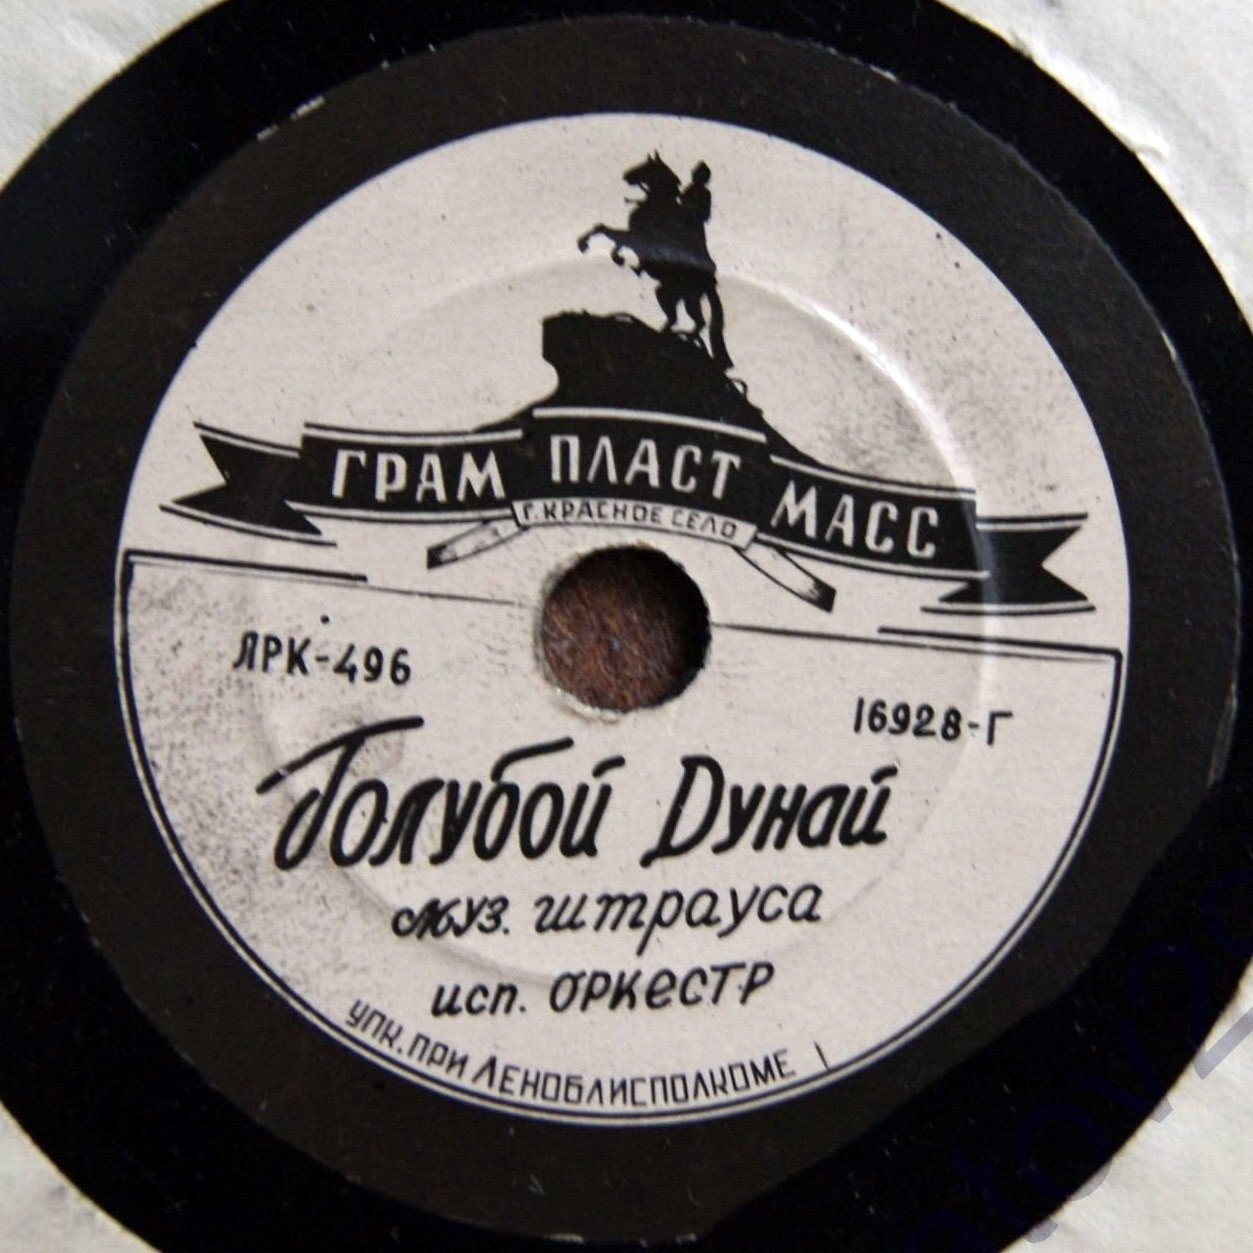 ГРАМ ПЛАСТ МАСС
Г. КРАСНОЕ СЕЛО
ЛРК-496
16928-Г
Голубой Дунай
муз. штрауса
исп. оркестр
УПК. ПРИ ЛЕНОБЛИСПОЛКОМЕ